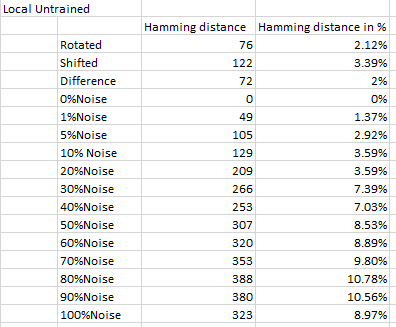 Local Untrained
Hamming distance Hamming distance in %
Rotated 76 2.12%
Shifted 122 3.39%
Difference 72 2%
0%Noise 0 0%
1%Noise 49 1.37%
5%Noise 105 2.92%
10% Noise 129 3.59%
20%Noise 209 3.59%
30%Noise 266 7.39%
40%Noise 253 7.03%
50%Noise 307 8.53%
60%Noise 320 8.89%
70%Noise 353 9.80%
80%Noise 388 10.78%
90%Noise 380 10.56%
100%Noise 323 8.97%